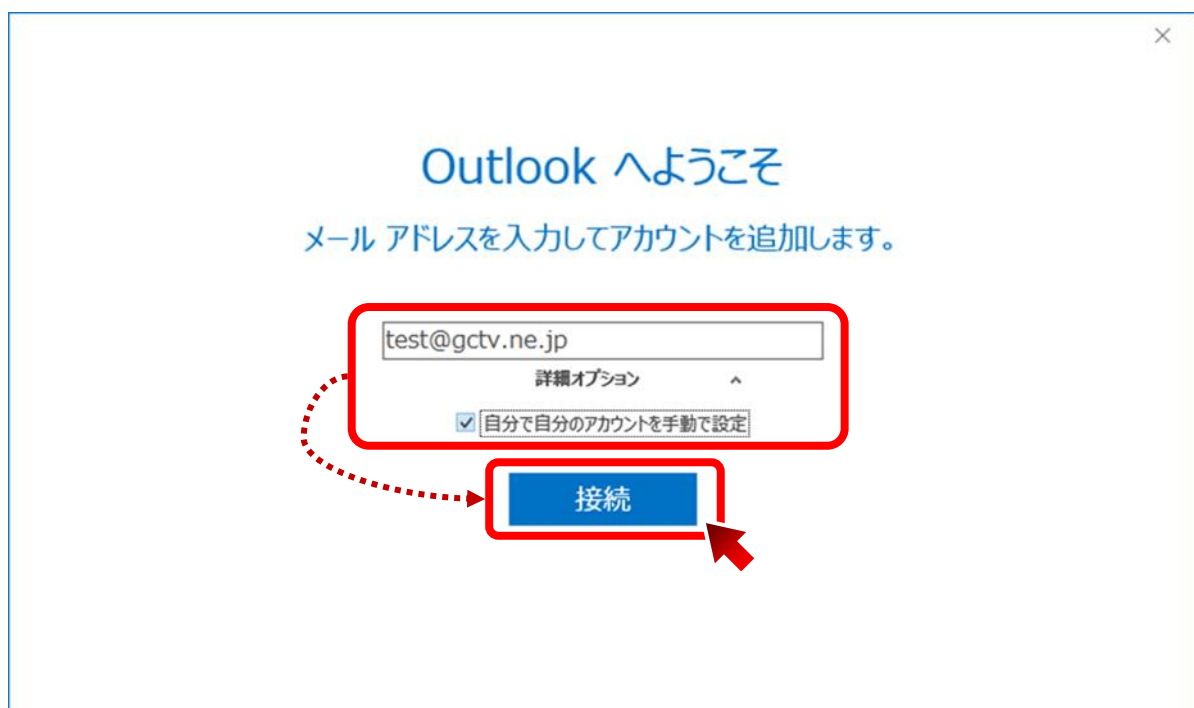 Outlook へようこそ
メール アドレスを入力してアカウントを追加します。
test@gctv.ne.jp
詳細オプション
自分で自分のアカウントを手動で設定
接続